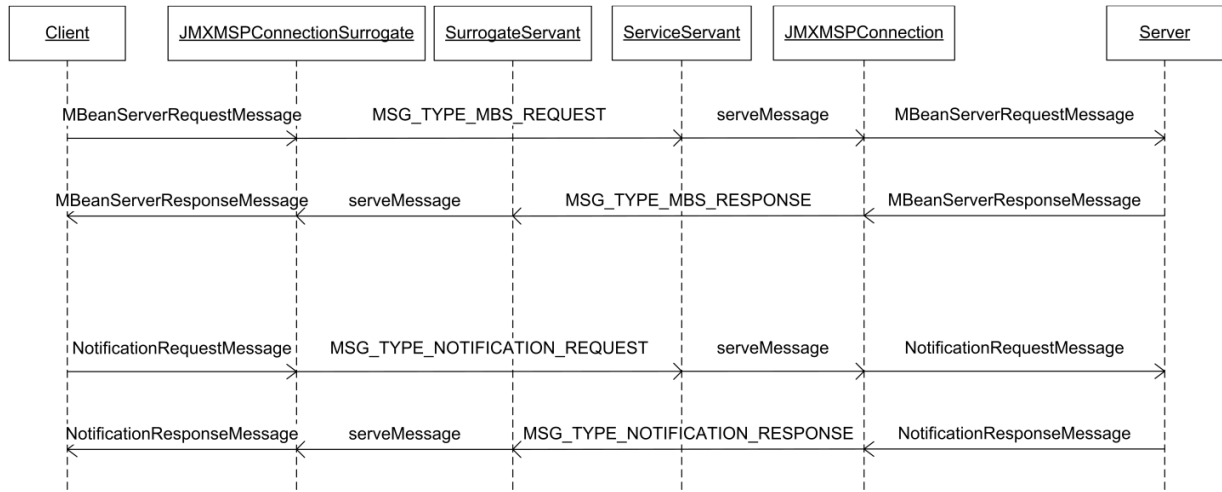 Client JMXMSPConnectionSurrogate SurrogateServant ServiceServant JMXMSPConnection Server
MBeanServerRequestMessage MSG_TYPE_MBS_REQUEST serveMessage MBeanServerRequestMessage
MBeanServerResponseMessage serveMessage MSG_TYPE_MBS_RESPONSE MBeanServerResponseMessage
NotificationRequestMessage MSG_TYPE_NOTIFICATION_REQUEST serveMessage NotificationRequestMessage
NotificationResponseMessage serveMessage MSG_TYPE_NOTIFICATION_RESPONSE NotificationResponseMessage